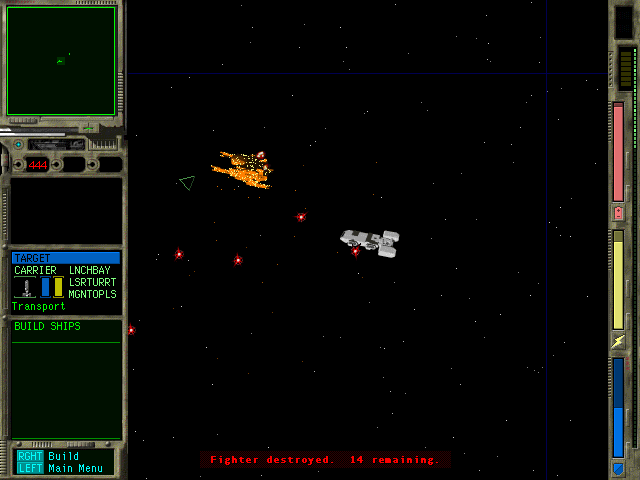 444
TARGET
CARRIER LNCHBAY
LSRTURRT
MGNTOPLS
Transport
BUILD SHIPS
RGHT Build
LEFT Main Menu
Fighter destroyed. 14 remaining.